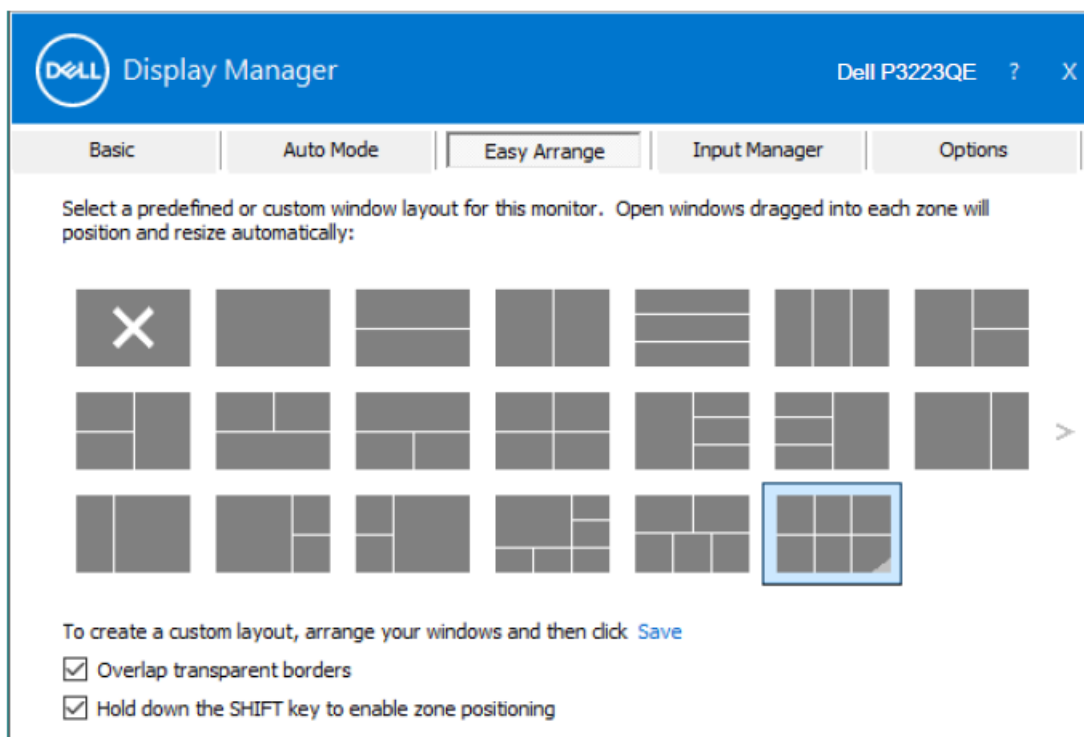 DELL Display Manager Dell P3223QE ? X
Basic Auto Mode Easy Arrange Input Manager Options
Select a predefined or custom window layout for this monitor. Open windows dragged into each zone will
position and resize automatically:
>
To create a custom layout, arrange your windows and then click Save
Overlap transparent borders
Hold down the SHIFT key to enable zone positioning